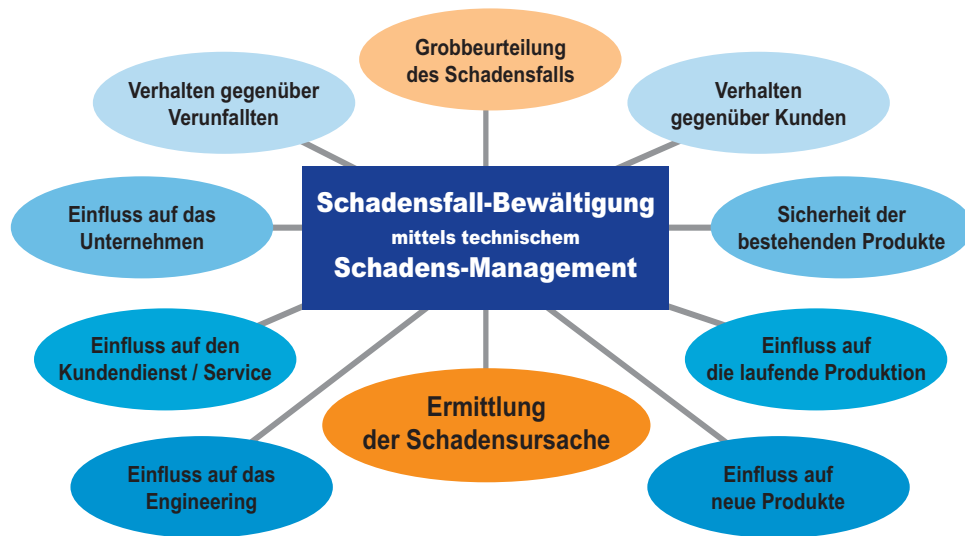 Grobbeurteilung
des Schadensfalls
Verhalten gegenüber
Verunfallten
Verhalten
gegenüber Kunden
Schadensfall-Bewältigung
mittels technischem
Schadens-Management
Einfluss auf das
Unternehmen
Sicherheit der
bestehenden Produkte
Einfluss auf den
Kundendienst / Service
Einfluss auf
die laufende Produktion
Ermittlung
der Schadensursache
Einfluss auf das
Engineering
Einfluss auf
neue Produkte